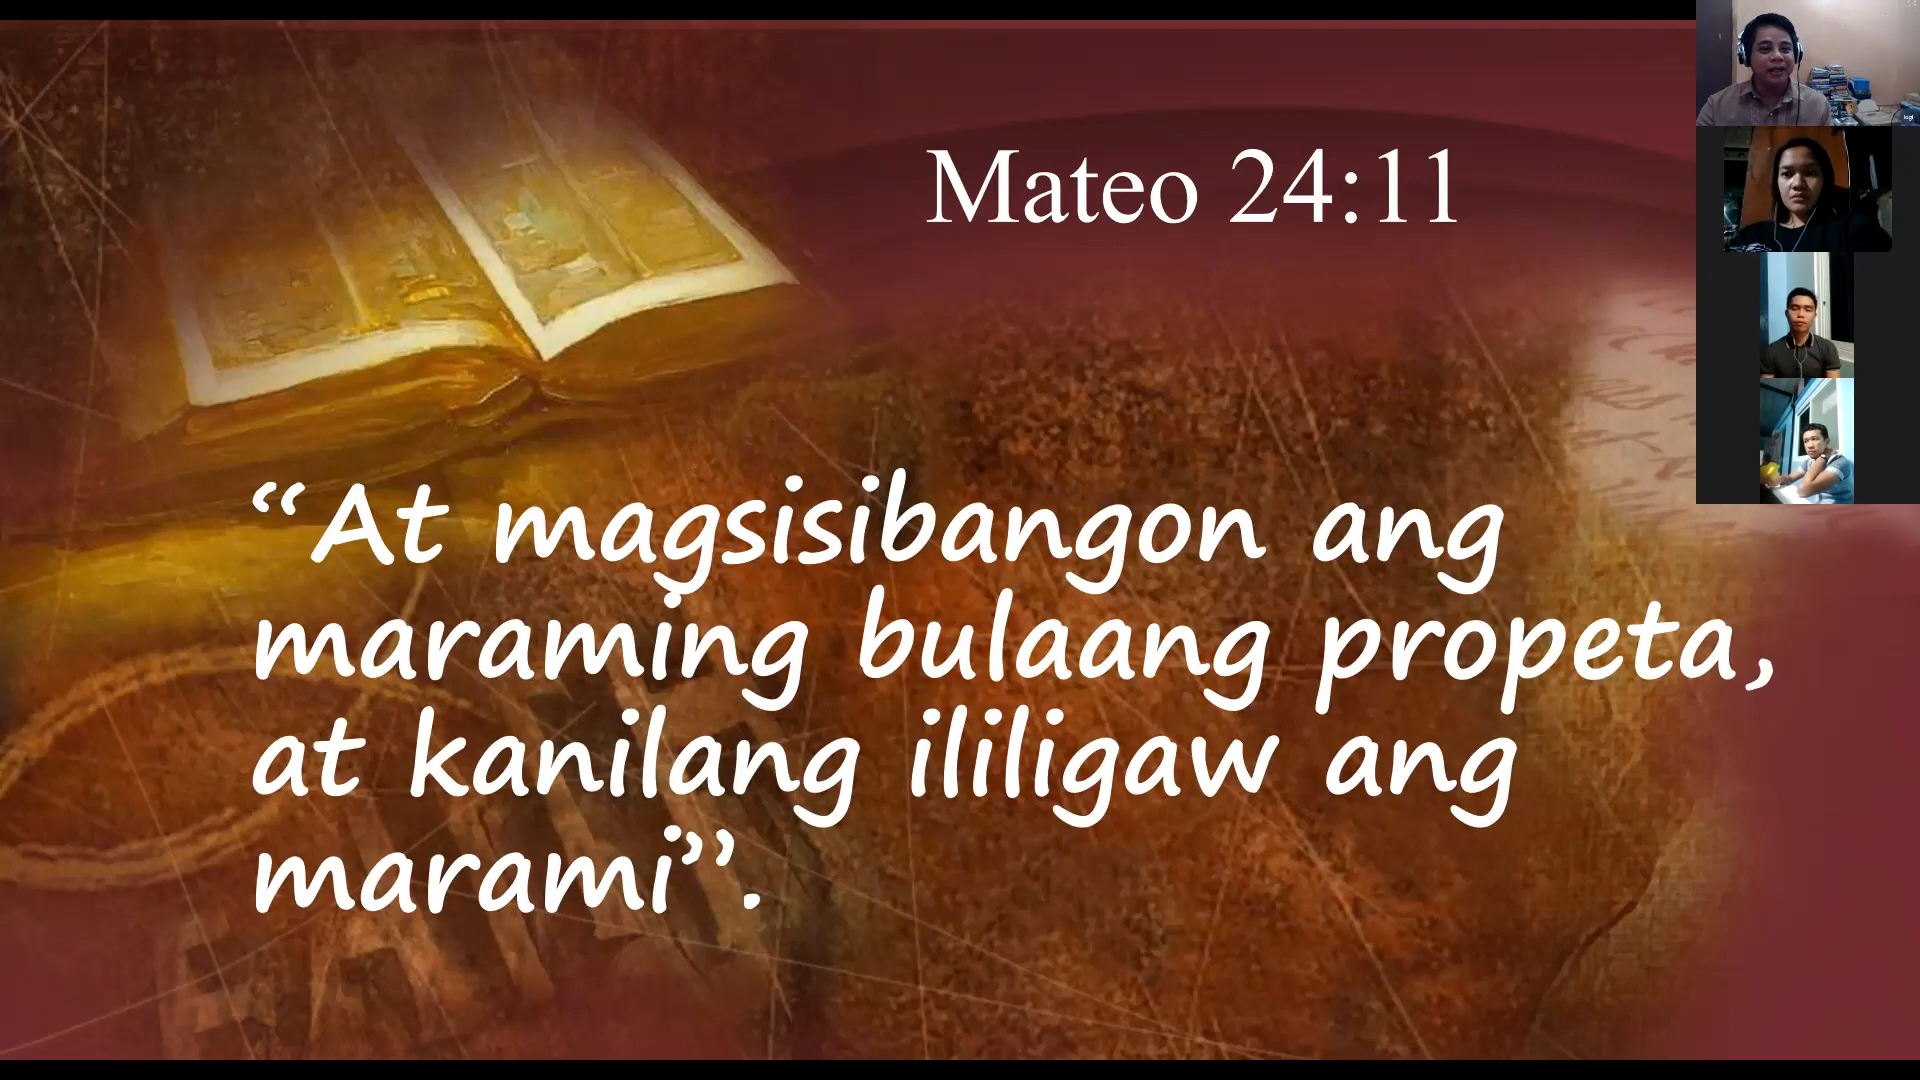 Mateo 24:11
“At magsisibangon ang
maraming bulaang propeta,
at kanilang ililigaw ang
marami”.